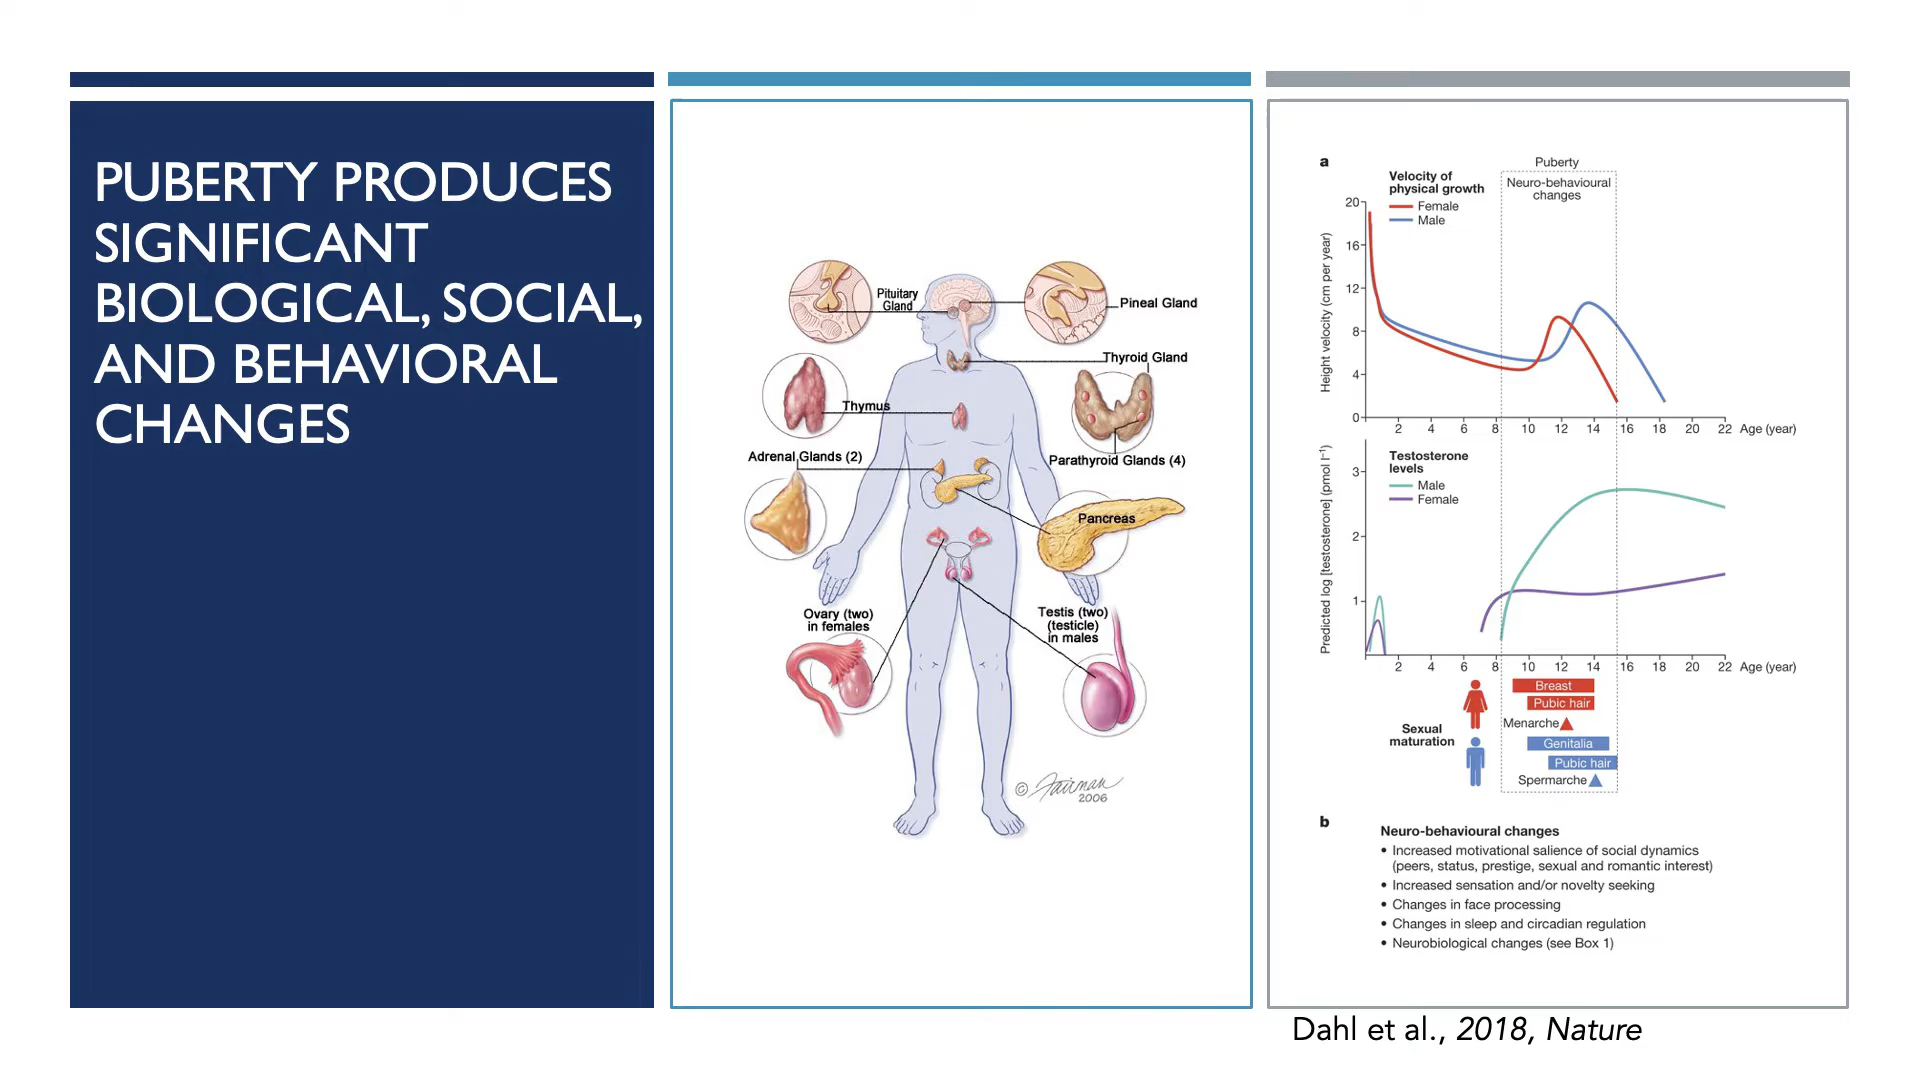 PUBERTY PRODUCES
SIGNIFICANT
BIOLOGICAL, SOCIAL,
AND BEHAVIORAL
CHANGES
Pituitary
Gland
Pineal Gland
Thyroid Gland
Thymus
Adrenal Glands (2)
Parathyroid Glands (4)
Pancreas
Ovary (two)
in females
Testis (two)
(testicle)
in males
© Fairman
2006
a
Puberty
Neuro-behavioural
changes
Velocity of
physical growth
Female
Male
Height velocity (cm per year)
20
16
12
8
4
0
2 4 6 8 10 12 14 16 18 20 22 Age (year)
Testosterone
levels
Male
Female
Predicted log [testosterone] (pmol l⁻¹)
3
2
1
2 4 6 8 10 12 14 16 18 20 22 Age (year)
Sexual
maturation
Breast
Pubic hair
Menarche
Genitalia
Pubic hair
Spermarche
b
Neuro-behavioural changes
• Increased motivational salience of social dynamics
(peers, status, prestige, sexual and romantic interest)
• Increased sensation and/or novelty seeking
• Changes in face processing
• Changes in sleep and circadian regulation
• Neurobiological changes (see Box 1)
Dahl et al., 2018, Nature